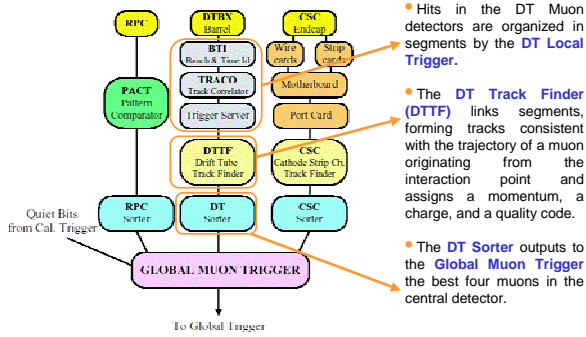 RPC
DTBX
Barrel
CSC
Endcap
BTI
Bunch & Time Id.
Wire
cards
Strip
cards
TRACO
Track Correlator
Motherboard
PACT
Pattern
Comparator
Trigger Server
Port Card
DTTF
Drift Tube
Track Finder
CSC
Cathode Strip Ch.
Track Finder
RPC
Sorter
DT
Sorter
CSC
Sorter
Quiet Bits
from Cal. Trigger
GLOBAL MUON TRIGGER
To Global Trigger
• Hits in the DT Muon
detectors are organized in
segments by the DT Local
Trigger.
• The DT Track Finder
(DTTF) links segments,
forming tracks consistent
with the trajectory of a muon
originating from the
interaction point and
assigns a momentum, a
charge, and a quality code.
• The DT Sorter outputs to
the Global Muon Trigger
the best four muons in the
central detector.